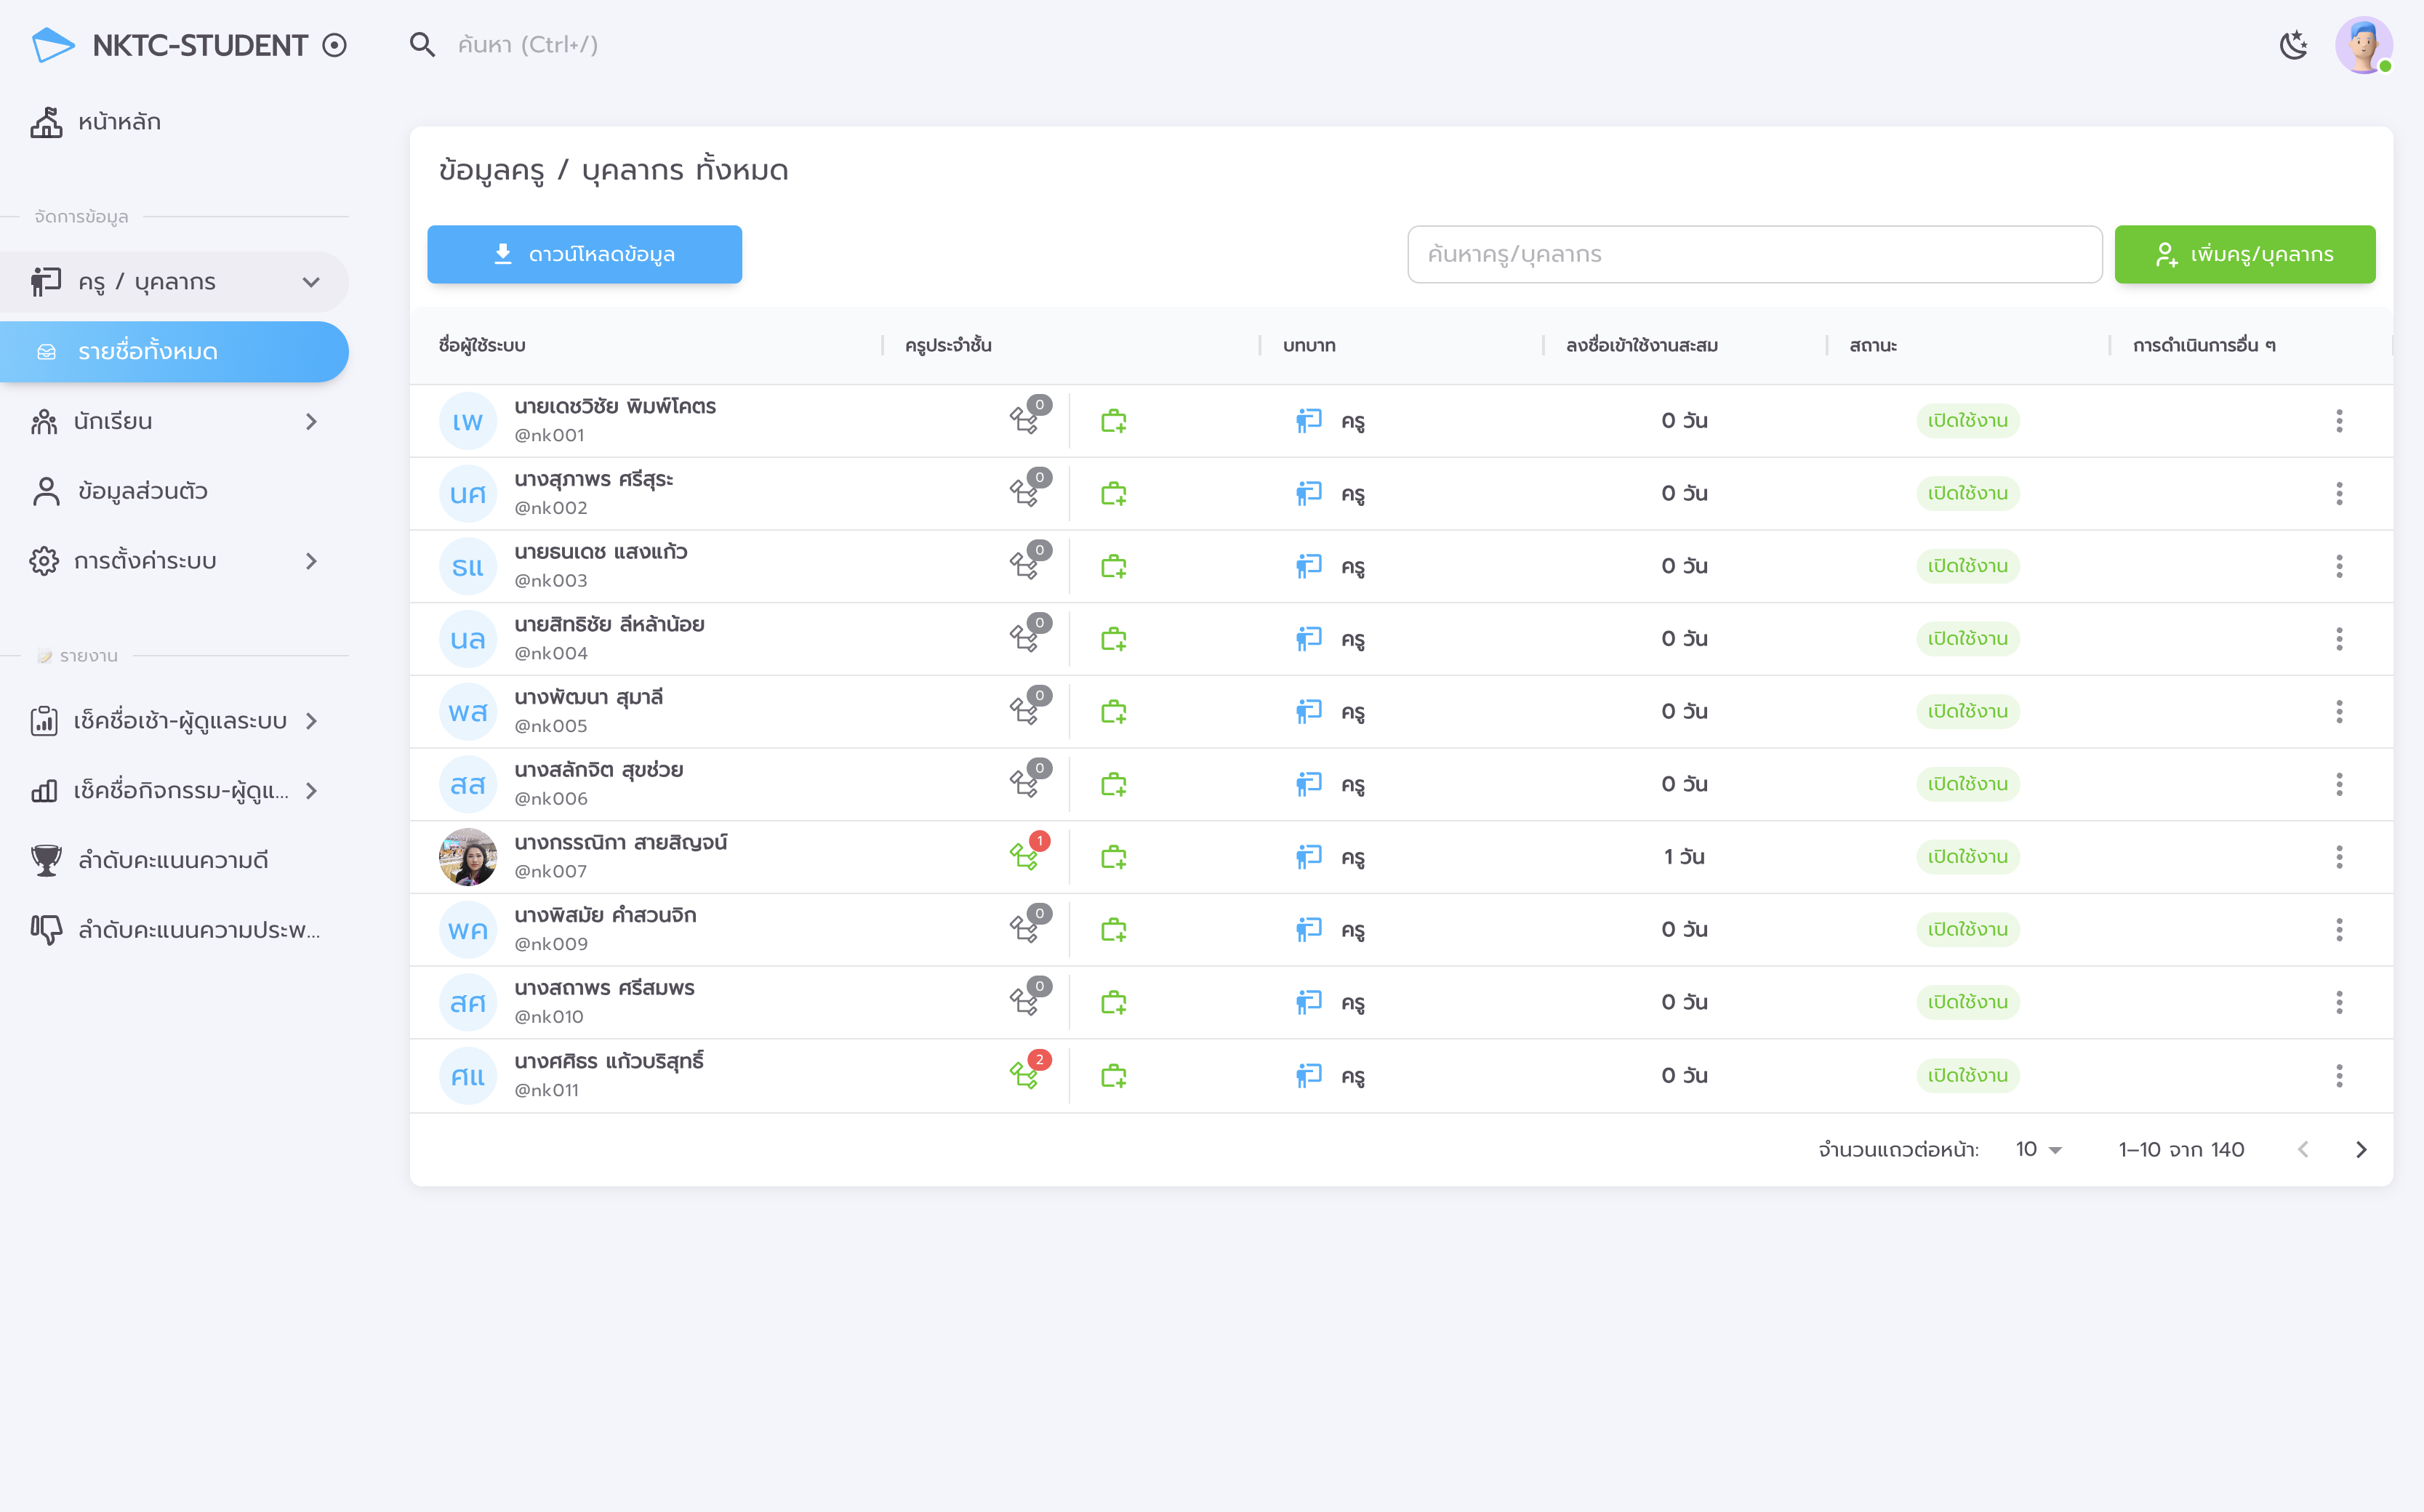 NKTC-STUDENT
ค้นหา (Ctrl+/)
หน้าหลัก
จัดการข้อมูล
ครู / บุคลากร
รายชื่อทั้งหมด
นักเรียน
ข้อมูลส่วนตัว
การตั้งค่าระบบ
รายงาน
เช็คชื่อเช้า-ผู้ดูแลระบบ
เช็คชื่อกิจกรรม-ผู้ดูแ...
ลำดับคะแนนความดี
ลำดับคะแนนความประพ...
ข้อมูลครู / บุคลากร ทั้งหมด
ดาวน์โหลดข้อมูล
ค้นหาครู/บุคลากร
เพิ่มครู/บุคลากร
ชื่อผู้ใช้ระบบ ครูประจำชั้น บทบาท ลงชื่อเข้าใช้งานสะสม สถานะ การดำเนินการอื่น ๆ
เพ นายเดชวิชัย พิมพ์โคตร 0 ครู 0 วัน เปิดใช้งาน
@nk001
นศ นางสุภาพร ศรีสุระ 0 ครู 0 วัน เปิดใช้งาน
@nk002
ธแ นายธนเดช แสงแก้ว 0 ครู 0 วัน เปิดใช้งาน
@nk003
นล นายสิทธิชัย ลีหล้าน้อย 0 ครู 0 วัน เปิดใช้งาน
@nk004
พส นางพัฒนา สุมาลี 0 ครู 0 วัน เปิดใช้งาน
@nk005
สส นางสลักจิต สุขช่วย 0 ครู 0 วัน เปิดใช้งาน
@nk006
นางกรรณิกา สายสิญจน์ 1 ครู 1 วัน เปิดใช้งาน
@nk007
พค นางพิสมัย คำสวนจิก 0 ครู 0 วัน เปิดใช้งาน
@nk009
สศ นางสถาพร ศรีสมพร 0 ครู 0 วัน เปิดใช้งาน
@nk010
ศแ นางศศิธร แก้วบริสุทธิ์ 2 ครู 0 วัน เปิดใช้งาน
@nk011
จำนวนแถวต่อหน้า: 10 1–10 จาก 140